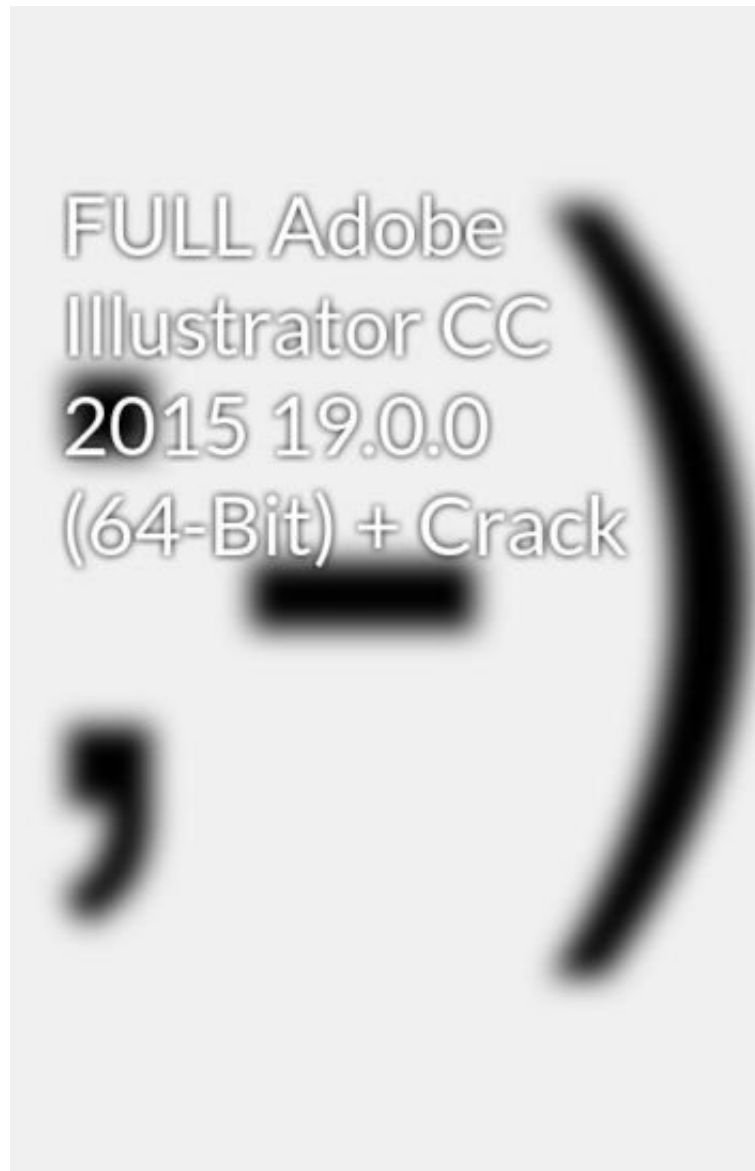 FULL Adobe
Illustrator CC
2015 19.0.0
(64-Bit) + Crack
;-)